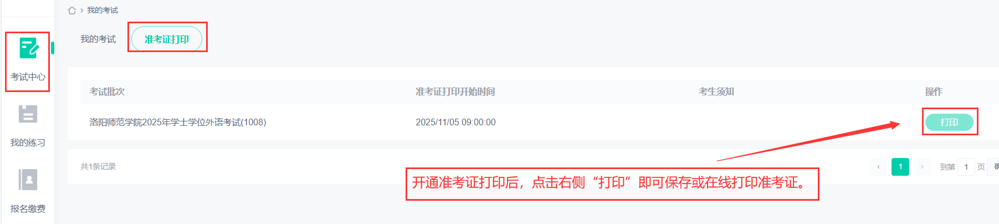 我的考试
我的考试 准考证打印
考试中心
考试批次 准考证打印开始时间 考生须知 操作
洛阳师范学院2025年学士学位外语考试(1008) 2025/11/05 09:00:00 打印
我的练习
共1条记录 1 到第 1 页
开通准考证打印后，点击右侧“打印”即可保存或在线打印准考证。
报名缴费